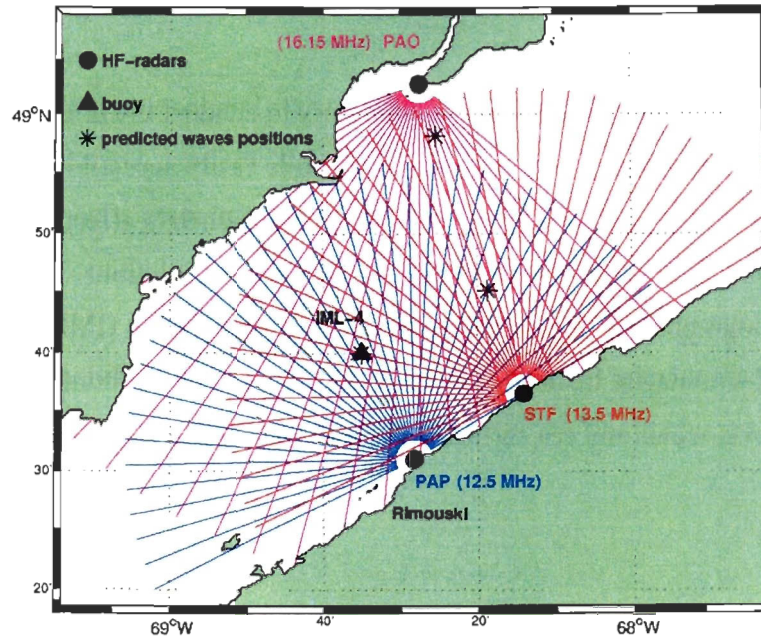 (16.15 MHz) PAO
HF-radars
buoy
predicted waves positions
49°N
50'
40'
30'
20'
IML-4
STF (13.5 MHz)
PAP (12.5 MHz)
Rimouski
69°W
40'
20'
68°W